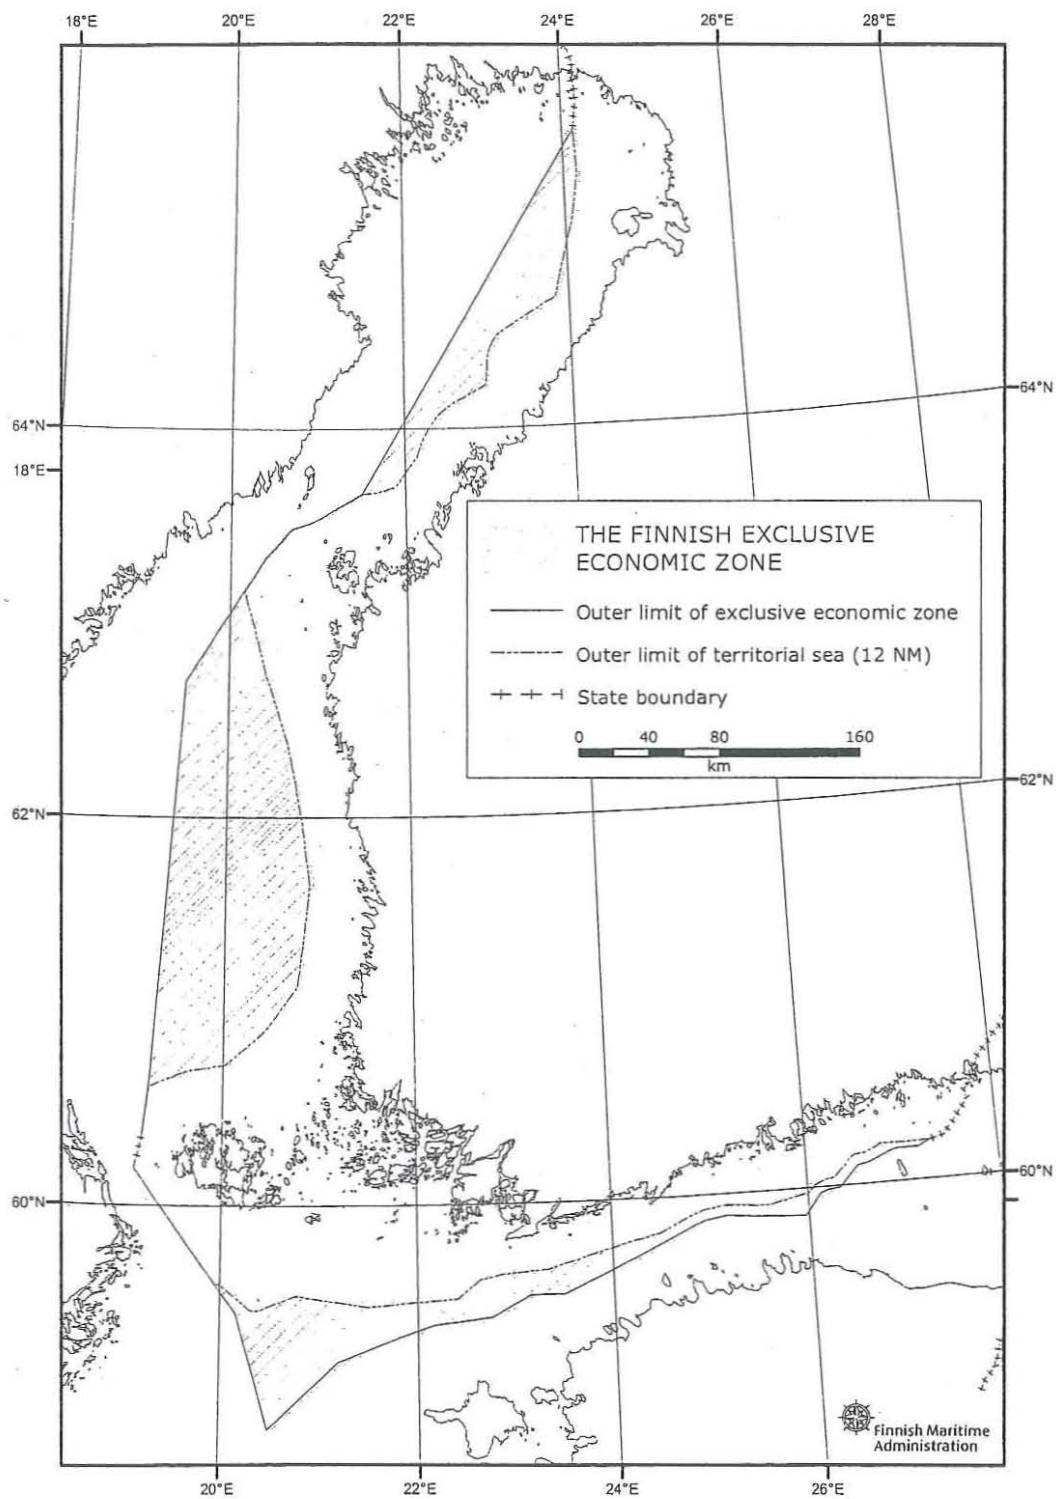 18°E 20°E 22°E 24°E 26°E 28°E
64°N
64°N
18°E
THE FINNISH EXCLUSIVE
ECONOMIC ZONE
Outer limit of exclusive economic zone
Outer limit of territorial sea (12 NM)
State boundary
0 40 80 160
km
62°N
62°N
60°N
60°N
Finnish Maritime
Administration
20°E 22°E 24°E 26°E